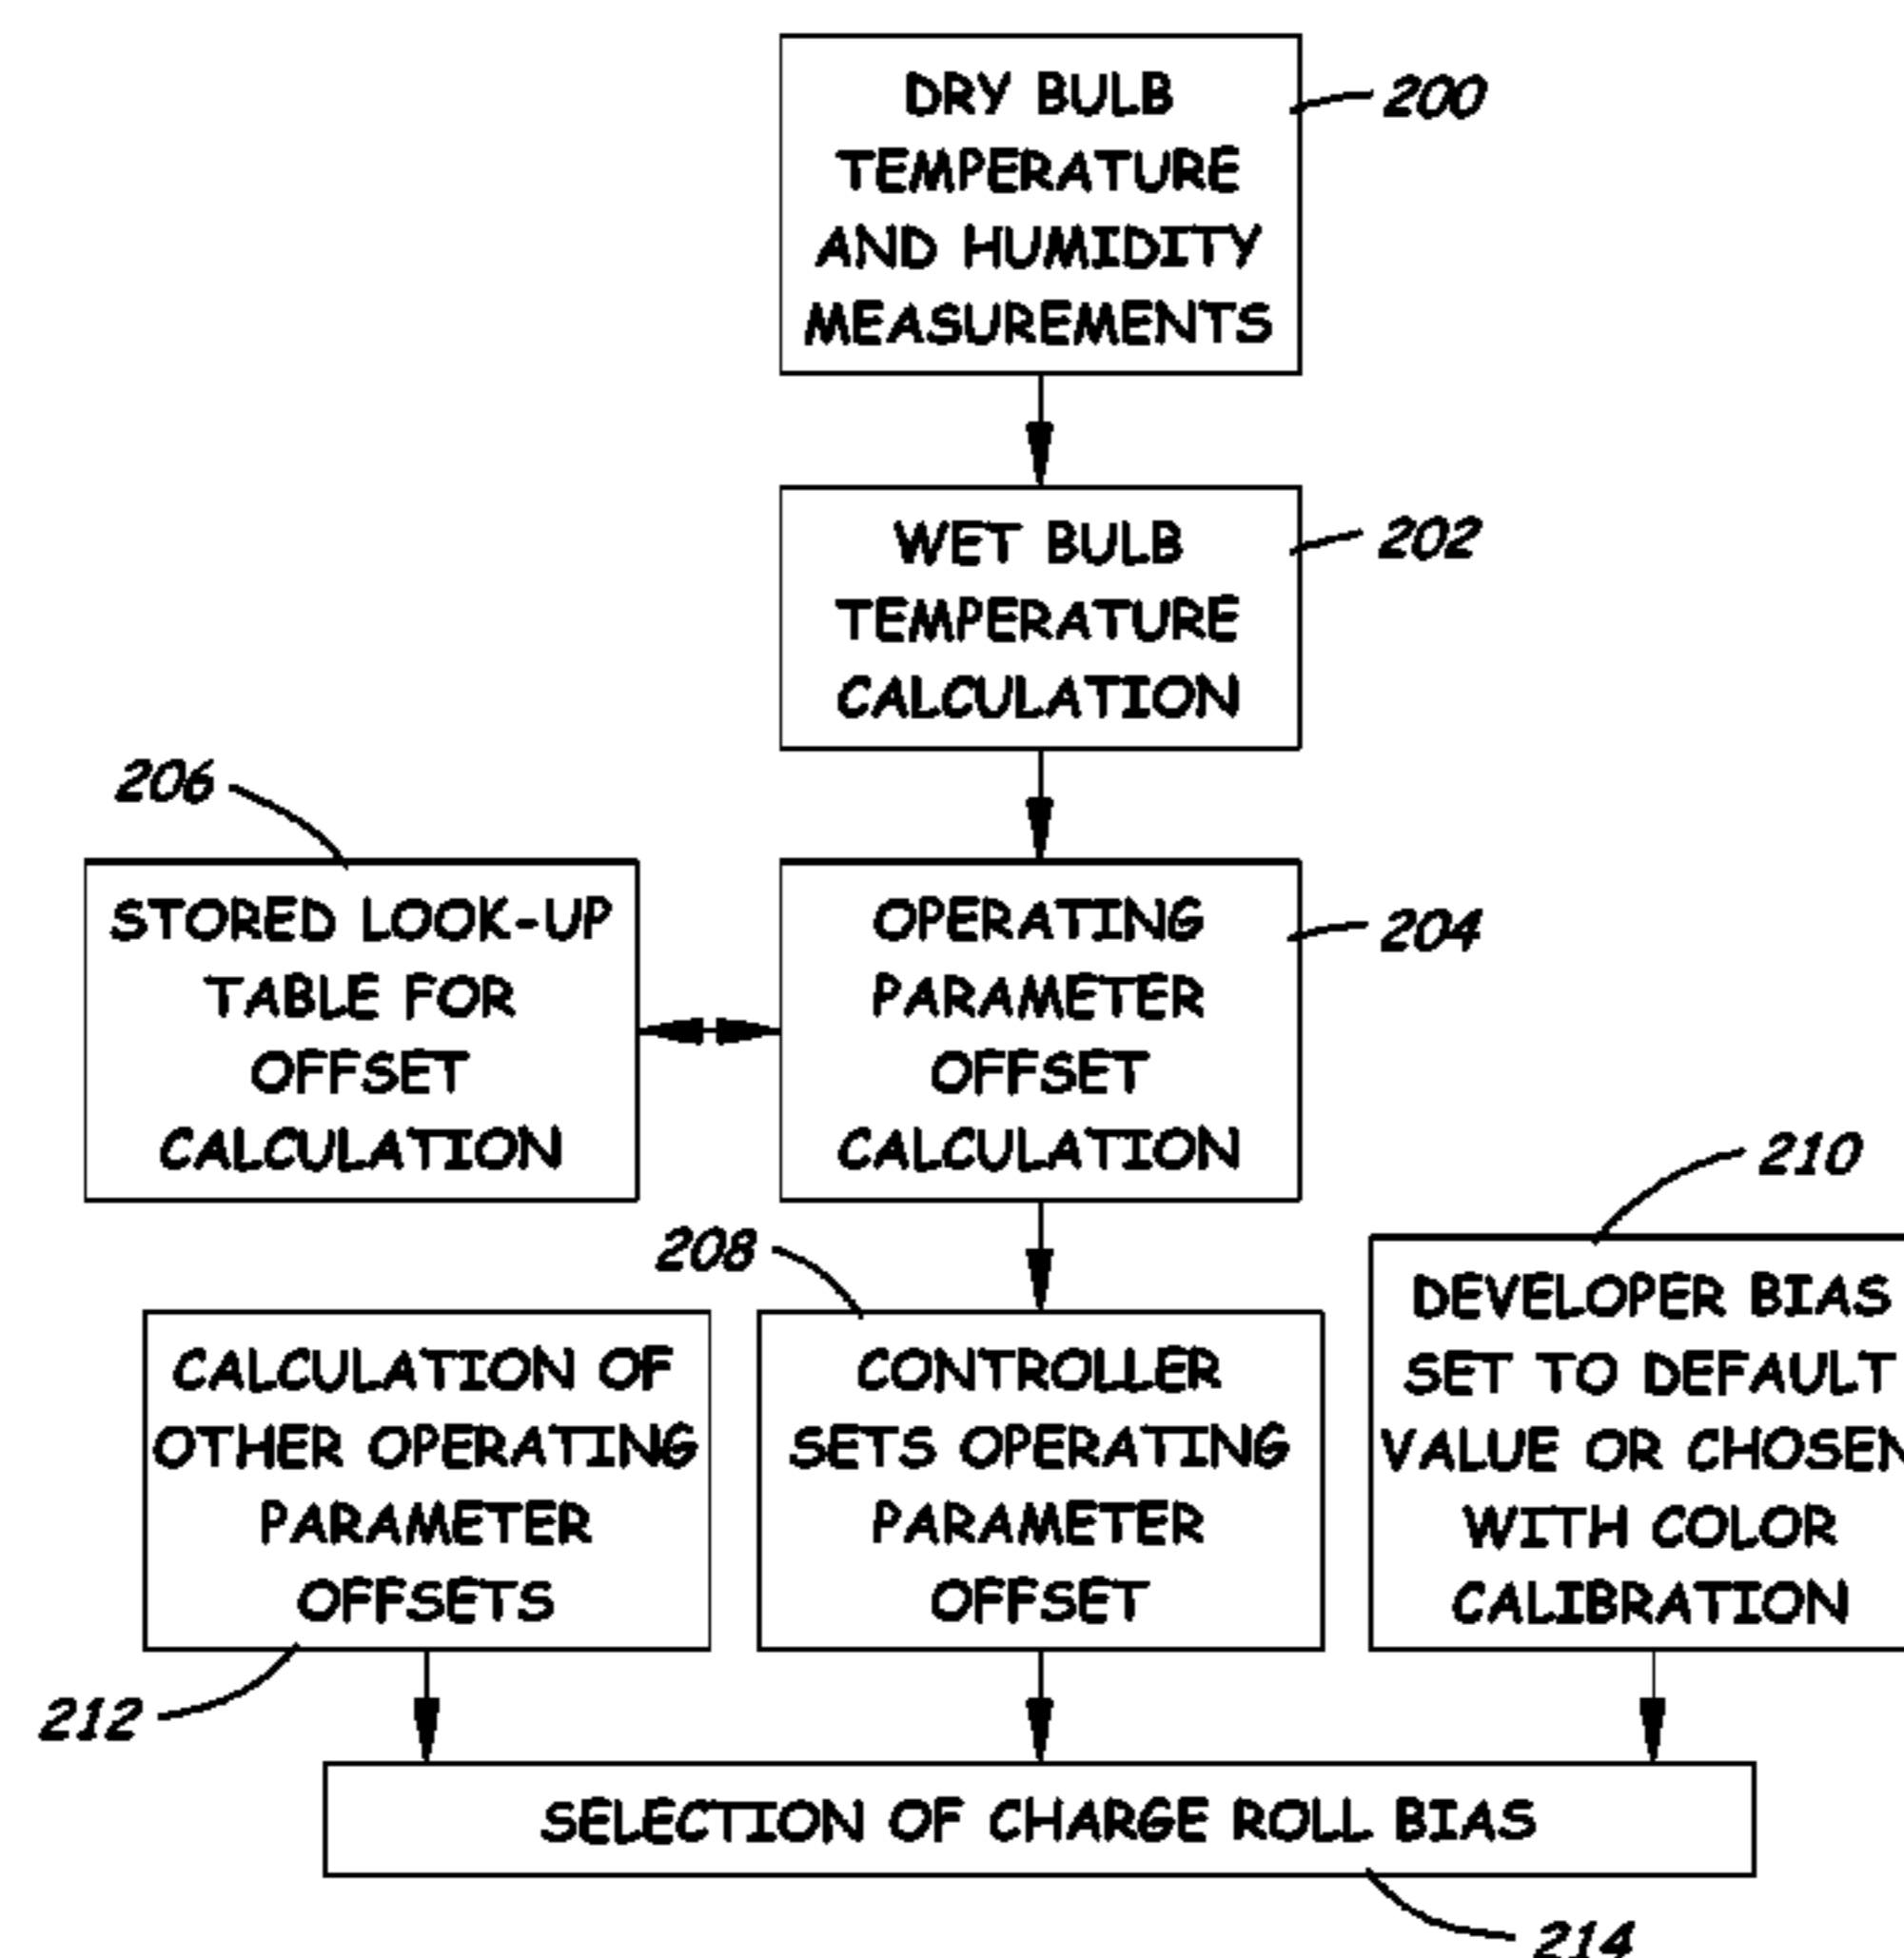 DRY BULB
TEMPERATURE
AND HUMIDITY
MEASUREMENTS
200
WET BULB
TEMPERATURE
CALCULATION
202
206
STORED LOOK-UP
TABLE FOR
OFFSET
CALCULATION
OPERATING
PARAMETER
OFFSET
CALCULATION
204
208
210
CALCULATION OF
OTHER OPERATING
PARAMETER
OFFSETS
212
CONTROLLER
SETS OPERATING
PARAMETER
OFFSET
DEVELOPER BIAS
SET TO DEFAULT
VALUE OR CHOSEN
WITH COLOR
CALIBRATION
SELECTION OF CHARGE ROLL BIAS
214